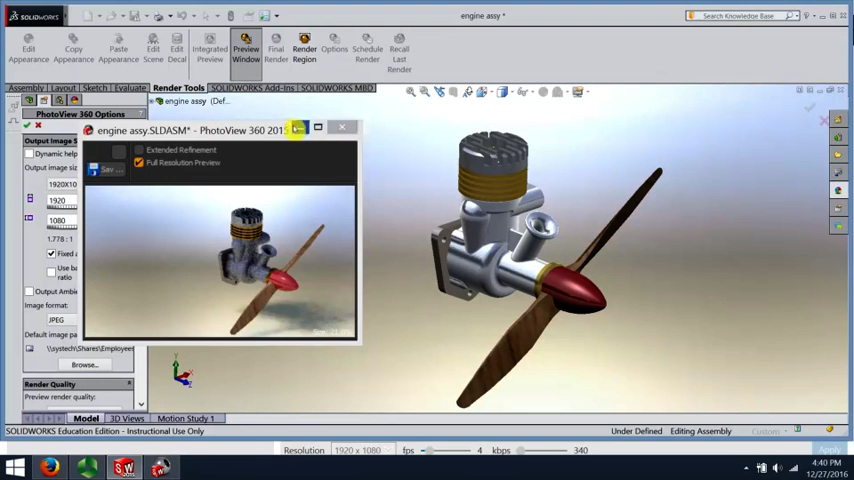 SOLIDWORKS
engine assy *
Search Knowledge Base
Edit Appearance
Copy Appearance
Paste Appearance
Edit Scene
Edit Decal
Integrated Preview
Preview Window
Final Render
Render Region
Options
Schedule Render
Recall Last Render
Assembly Layout Sketch Evaluate Render Tools SOLIDWORKS Add-Ins SOLIDWORKS MBD
engine assy (Def...
PhotoView 360 Options
engine assy.SLDASM* - PhotoView 360 2015
Output Image S
Dynamic help
Extended Refinement
Full Resolution Preview
Output image size
Sav ...
1920X10
1920
1080
1.778 : 1
Fixed a
Use ba
ratio
Output Ambie
Image format:
JPEG
Default image pa
\\systech\Shares\Employee
Browse...
Render Quality
Preview render quality:
Y
X
Z
Model 3D Views Motion Study 1
SOLIDWORKS Education Edition - Instructional Use Only
Under Defined Editing Assembly Custom
Resolution 1920 x 1080 fps 4 kbps 340 Apply
4:40 PM
12/27/2016